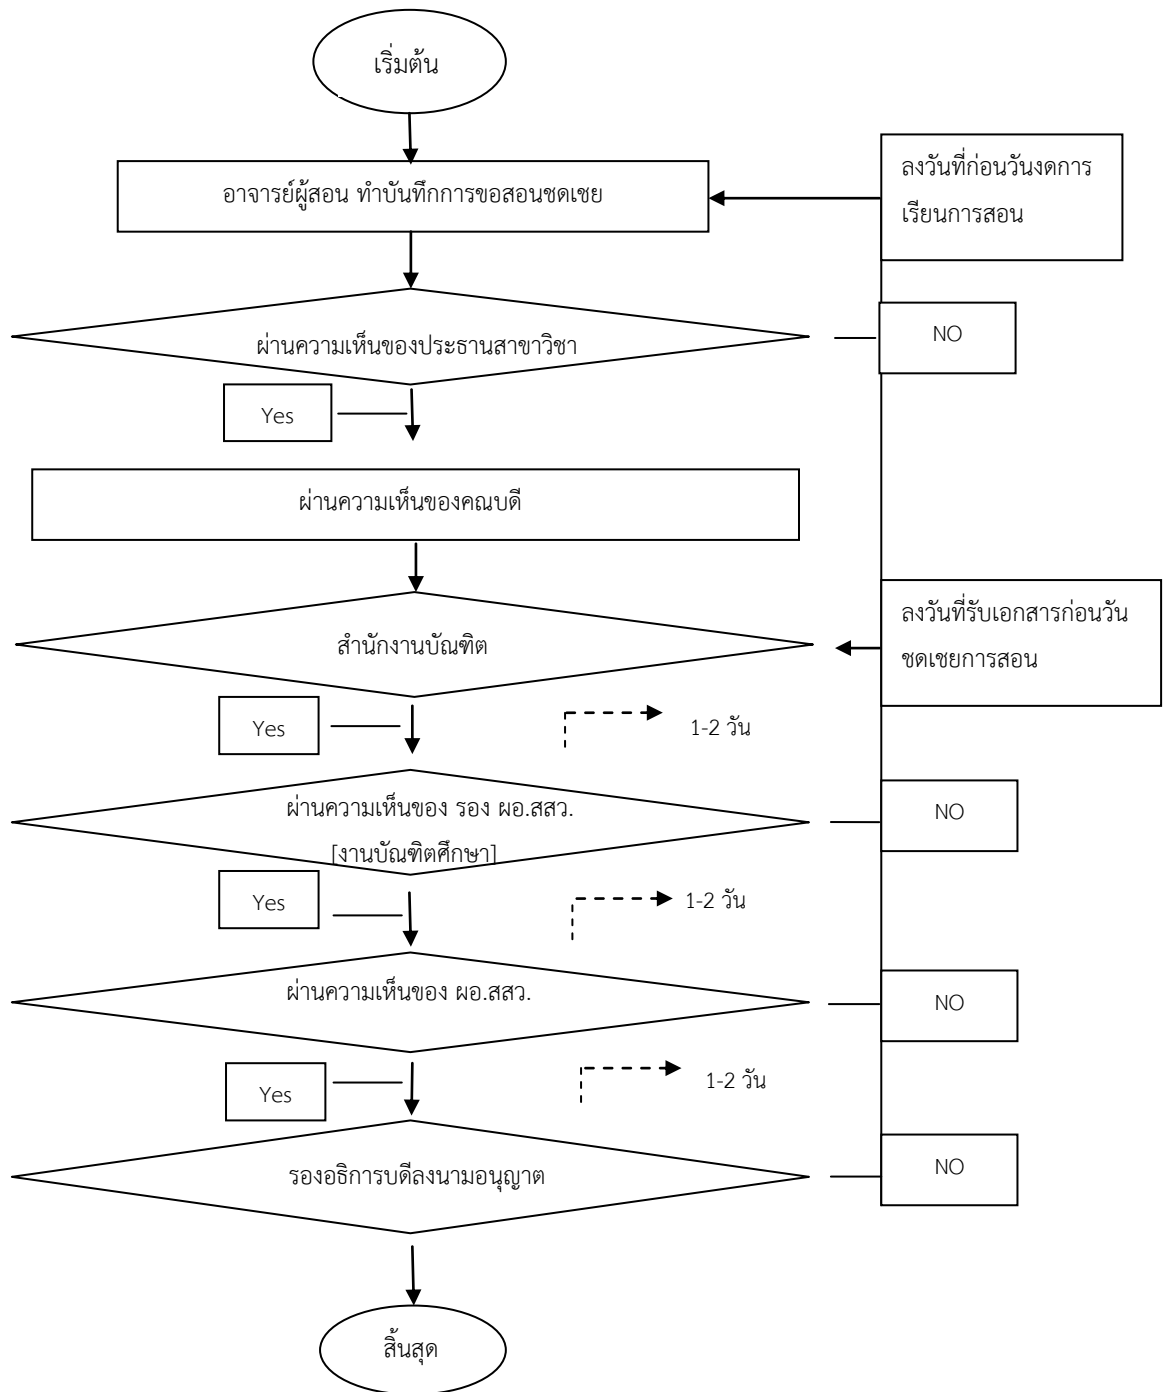 เริ่มต้น
อาจารย์ผู้สอน ทำบันทึกการขอสอนชดเชย
ลงวันที่ก่อนวันงดการ
เรียนการสอน
ผ่านความเห็นของประธานสาขาวิชา
NO
Yes
ผ่านความเห็นของคณบดี
สำนักงานบัณฑิต
ลงวันที่รับเอกสารก่อนวัน
ชดเชยการสอน
Yes
1-2 วัน
ผ่านความเห็นของ รอง ผอ.สสว.
[งานบัณฑิตศึกษา]
NO
Yes
1-2 วัน
ผ่านความเห็นของ ผอ.สสว.
NO
Yes
1-2 วัน
รองอธิการบดีลงนามอนุญาต
NO
สิ้นสุด